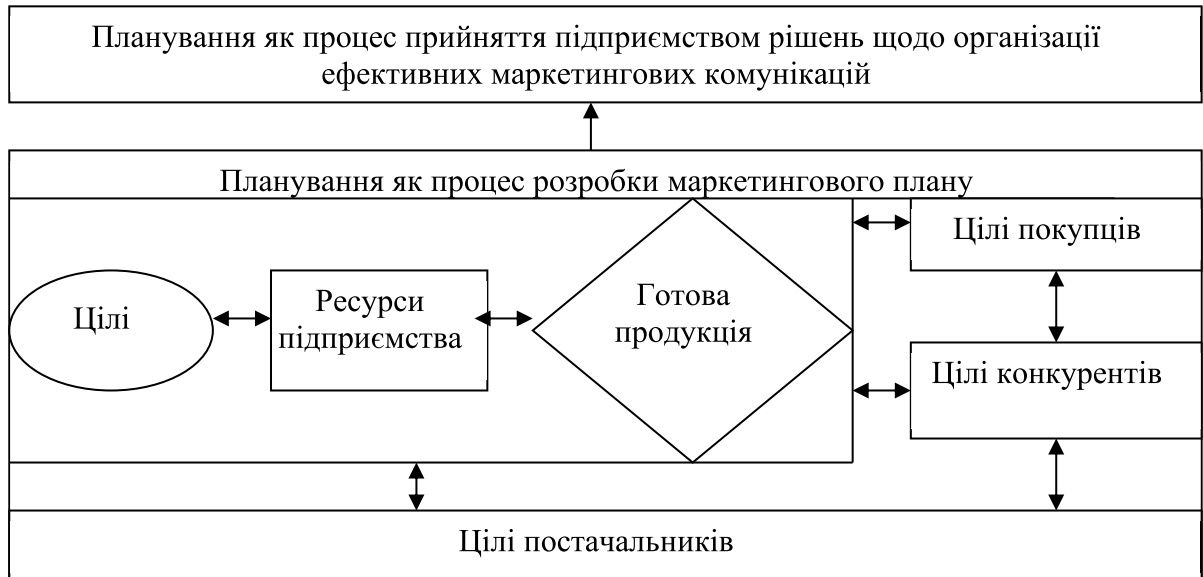 Планування як процес прийняття підприємством рішень щодо організації
ефективних маркетингових комунікацій
Планування як процес розробки маркетингового плану
Цілі
Ресурси
підприємства
Готова
продукція
Цілі покупців
Цілі конкурентів
Цілі постачальників